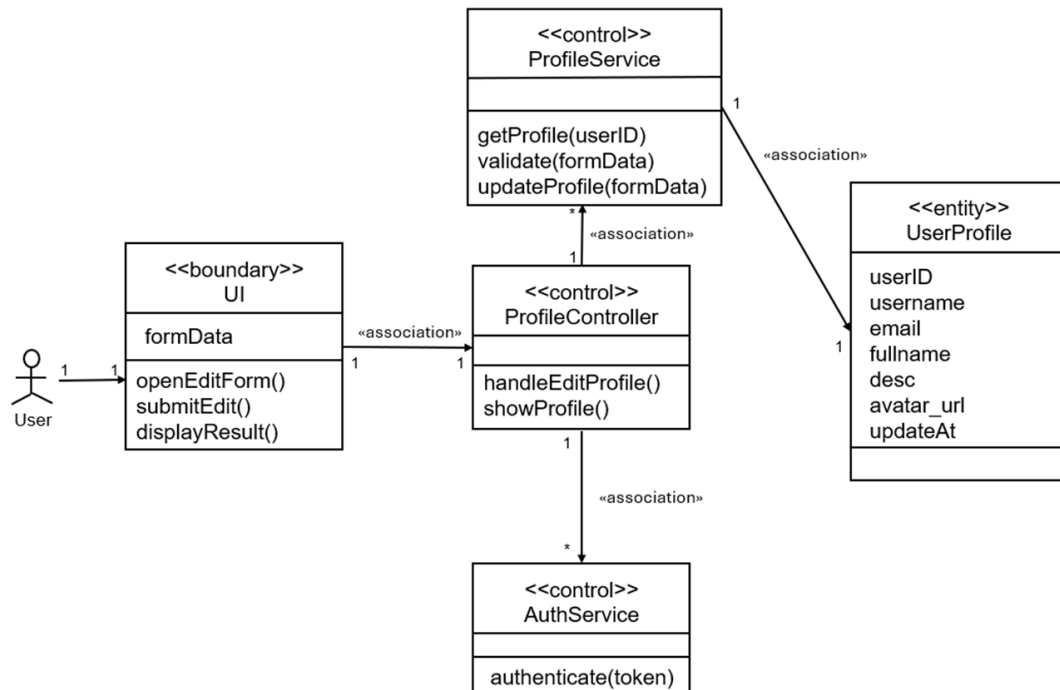 <<control>>
ProfileService
getProfile(userID)
validate(formData)
updateProfile(formData)
1
«association»
1
<<entity>>
UserProfile
userID
username
email
fullname
desc
avatar_url
updateAt
*
«association»
1
<<boundary>>
UI
formData
openEditForm()
submitEdit()
displayResult()
User
1
1
«association»
1
1
<<control>>
ProfileController
handleEditProfile()
showProfile()
1
«association»
*
<<control>>
AuthService
authenticate(token)